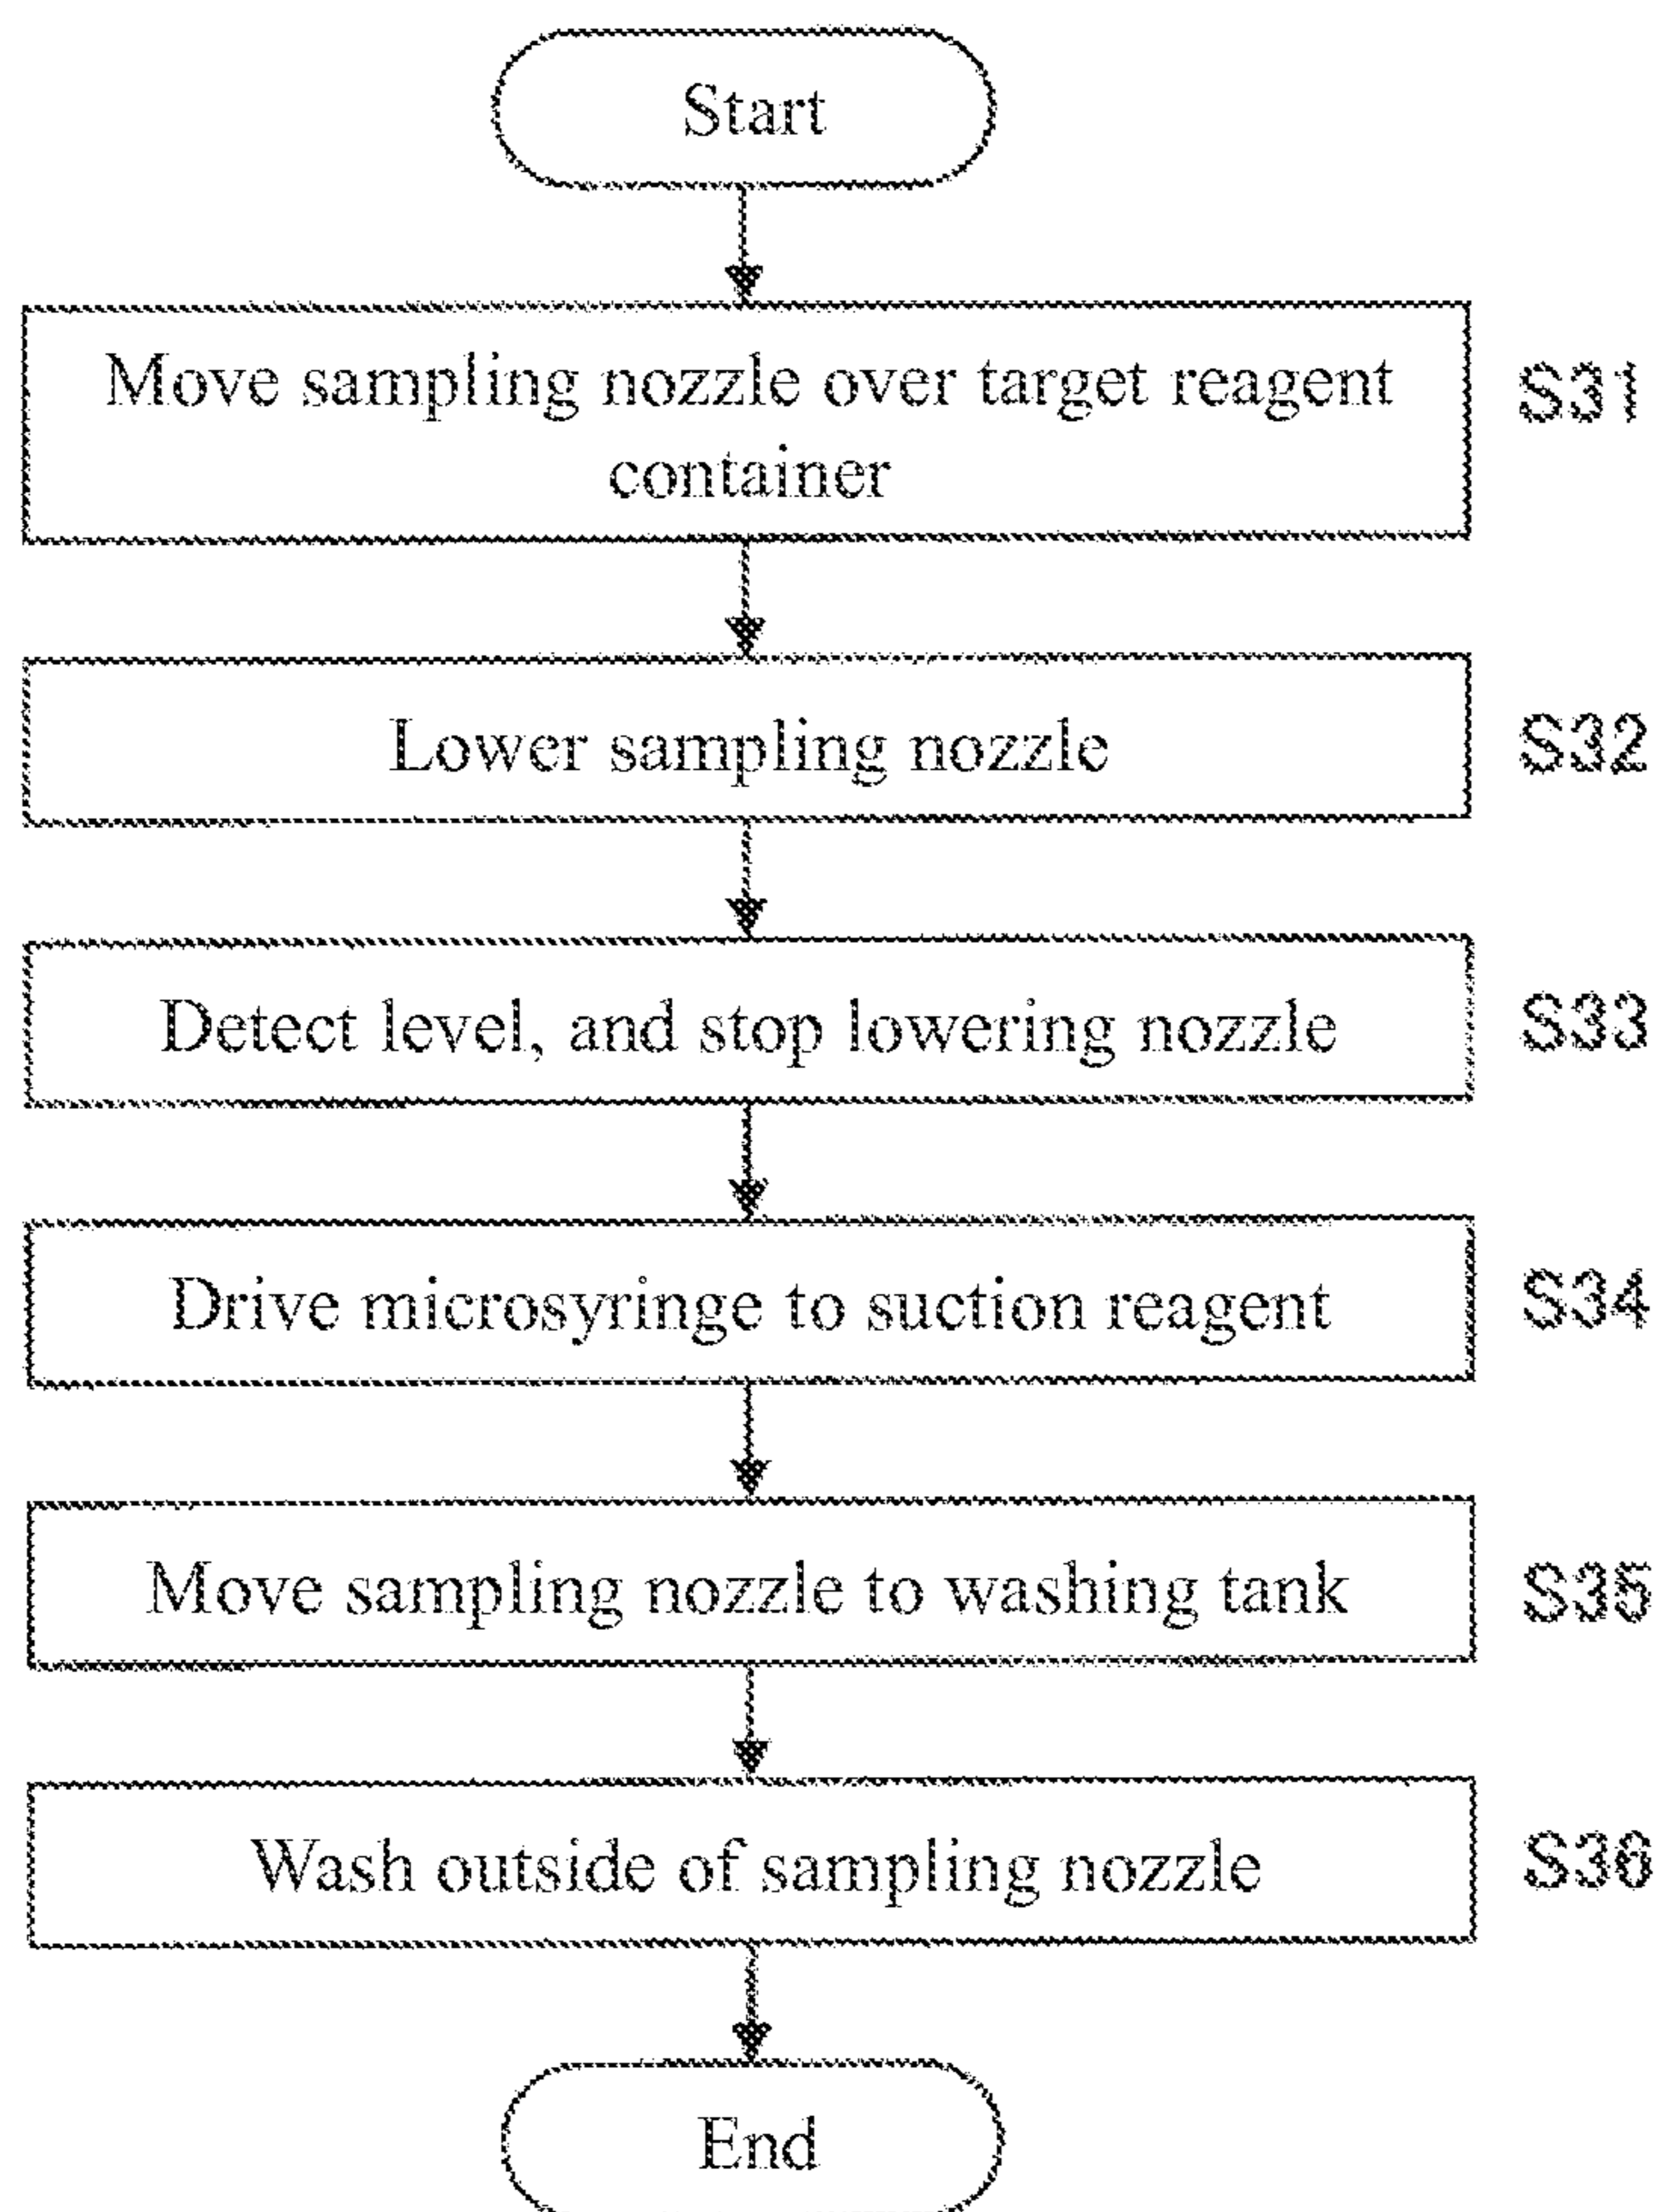 Start
Move sampling nozzle over target reagent
container
S31
Lower sampling nozzle
S32
Detect level, and stop lowering nozzle
S33
Drive microsyringe to suction reagent
S34
Move sampling nozzle to washing tank
S35
Wash outside of sampling nozzle
S36
End